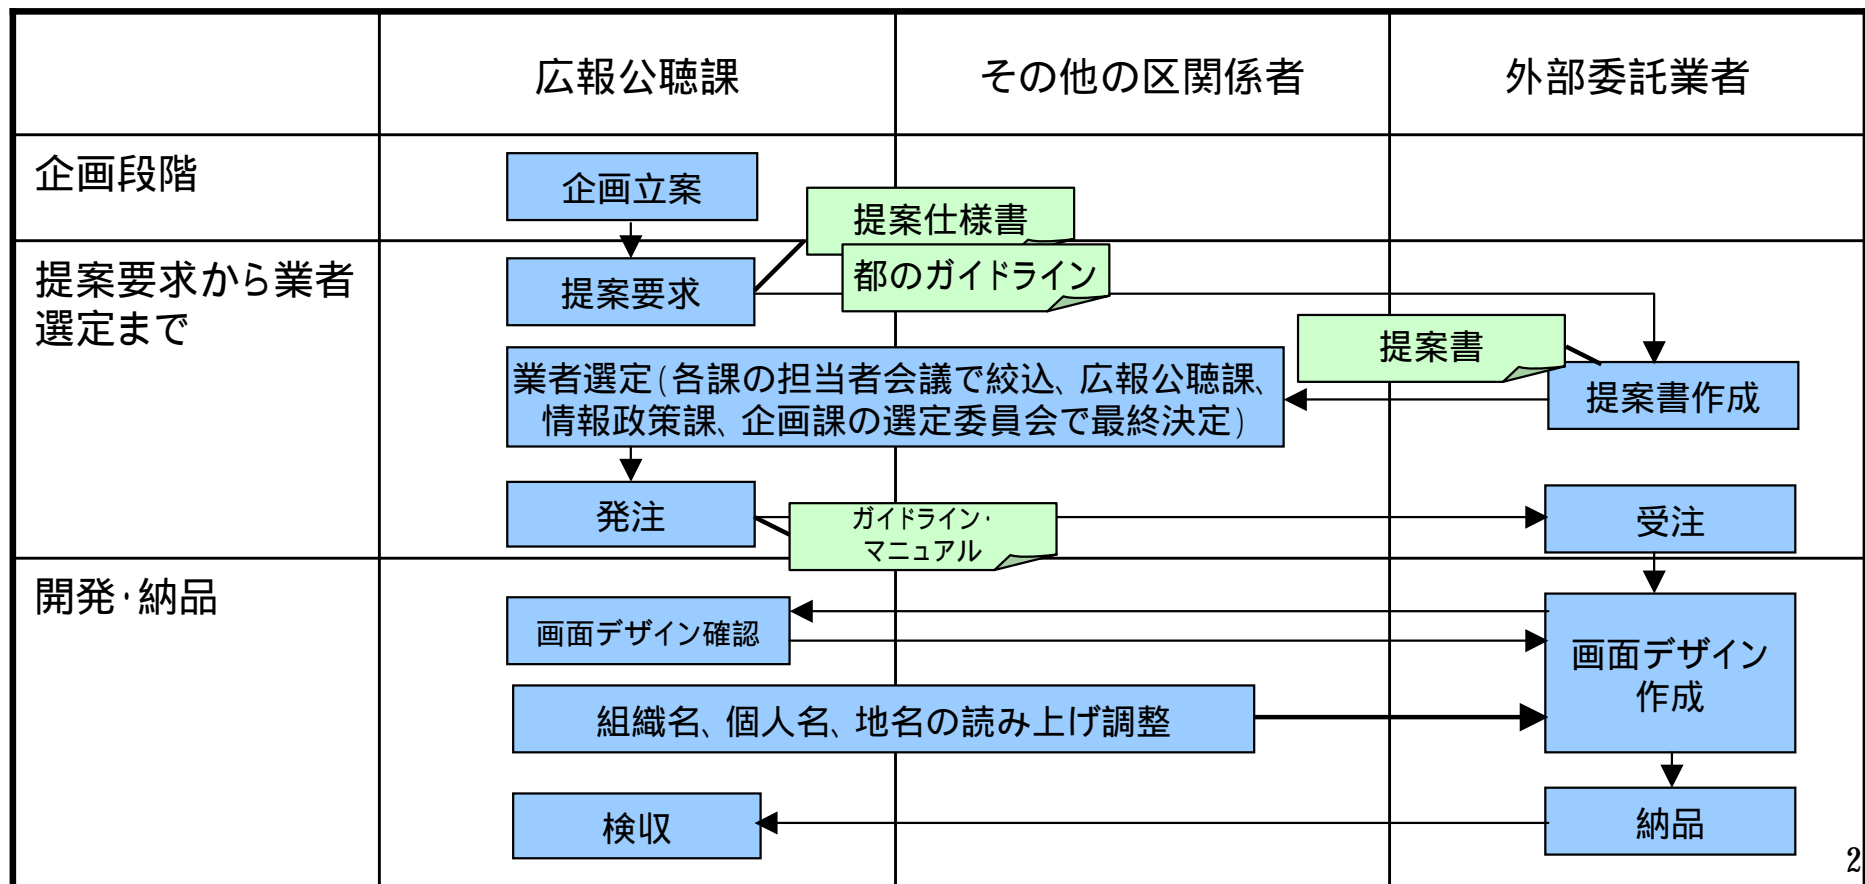 広報公聴課
その他の区関係者
外部委託業者
企画段階
企画立案
提案仕様書
提案要求から業者
選定まで
提案要求
都のガイドライン
提案書
提案書作成
業者選定(各課の担当者会議で絞込、広報公聴課、
情報政策課、企画課の選定委員会で最終決定)
発注
ガイドライン・
マニュアル
受注
開発・納品
画面デザイン確認
画面デザイン
作成
組織名、個人名、地名の読み上げ調整
検収
納品
2